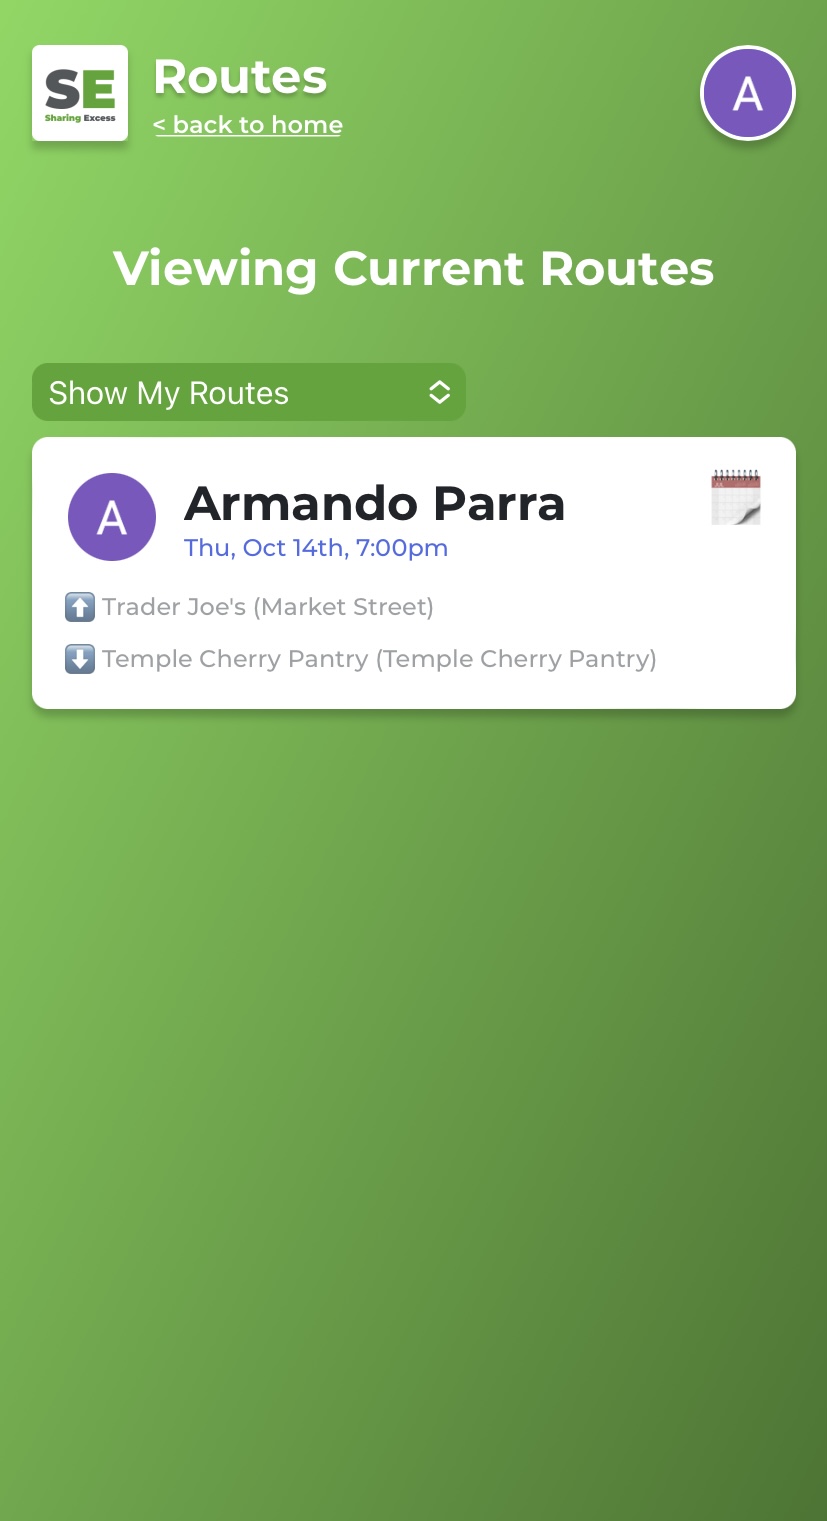 SE
Sharing Excess
Routes
< back to home
A
Viewing Current Routes
Show My Routes
A
Armando Parra
Thu, Oct 14th, 7:00pm
Trader Joe's (Market Street)
Temple Cherry Pantry (Temple Cherry Pantry)